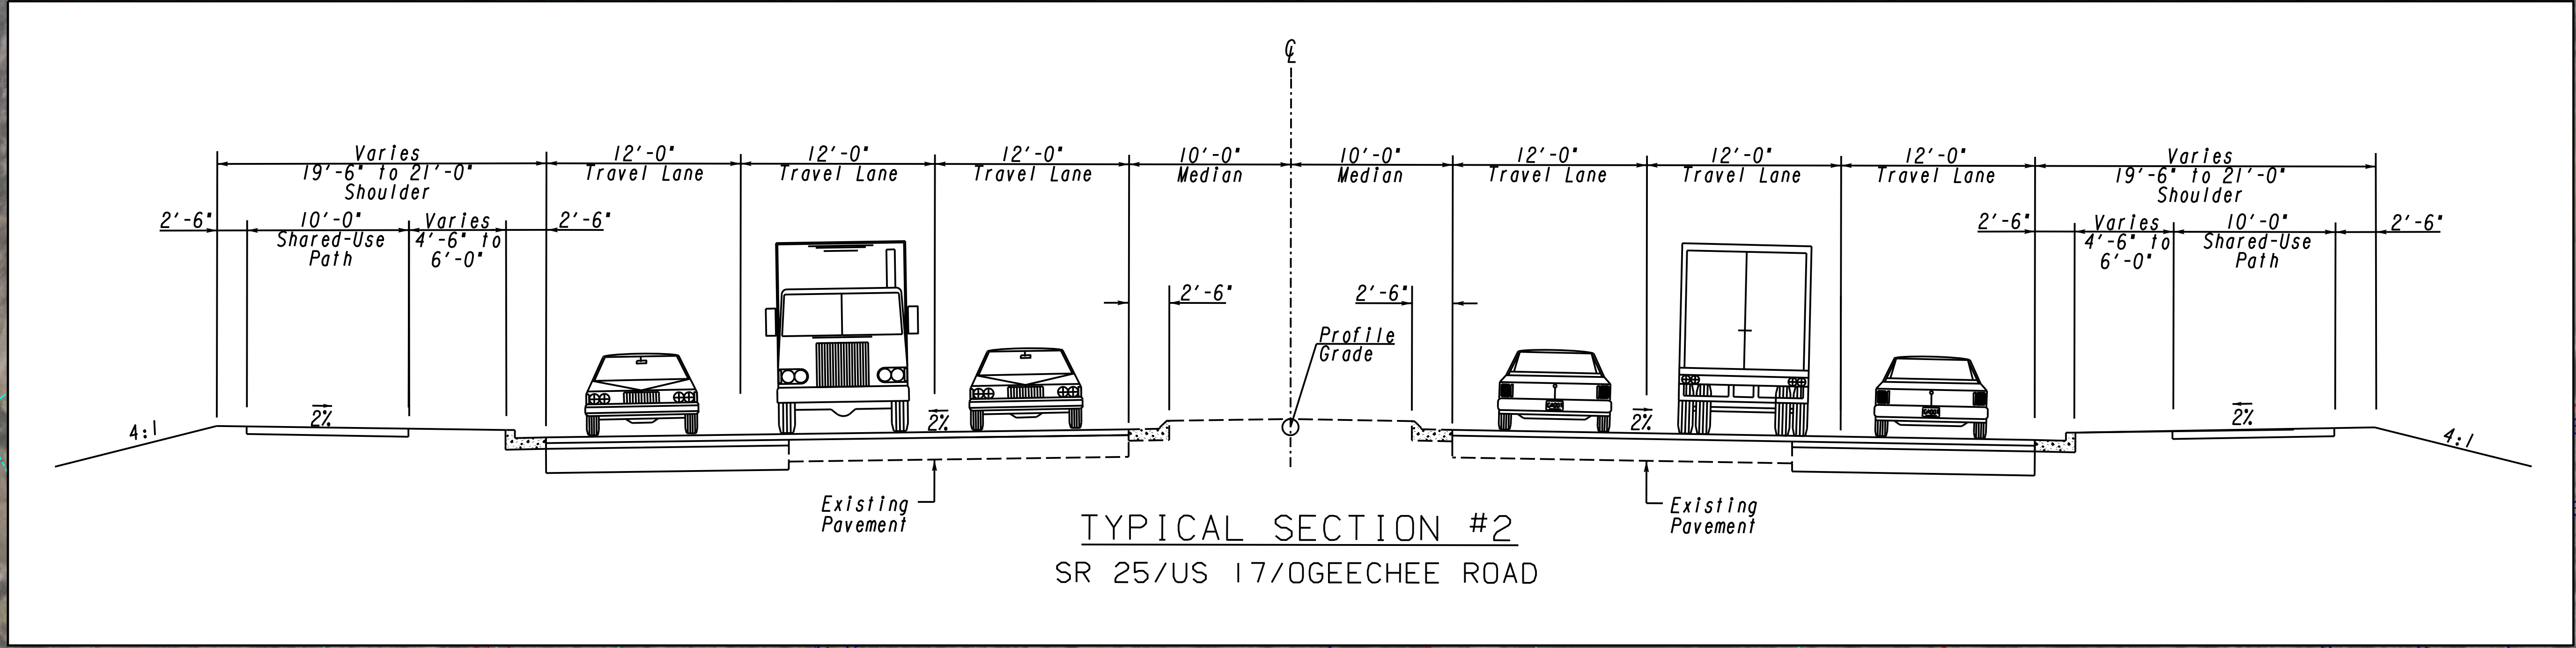 ℄
Varies
19'-6" to 21'-0"
Shoulder
12'-0"
Travel Lane
12'-0"
Travel Lane
12'-0"
Travel Lane
10'-0"
Median
10'-0"
Median
12'-0"
Travel Lane
12'-0"
Travel Lane
12'-0"
Travel Lane
Varies
19'-6" to 21'-0"
Shoulder
2'-6"
10'-0"
Shared-Use
Path
Varies
4'-6" to
6'-0"
2'-6"
2'-6"
2'-6"
2'-6"
Varies
4'-6" to
6'-0"
10'-0"
Shared-Use
Path
2'-6"
Profile
Grade
4:1
2%
2%
2%
2%
4:1
Existing
Pavement
Existing
Pavement
TYPICAL SECTION #2
SR 25/US 17/OGEECHEE ROAD